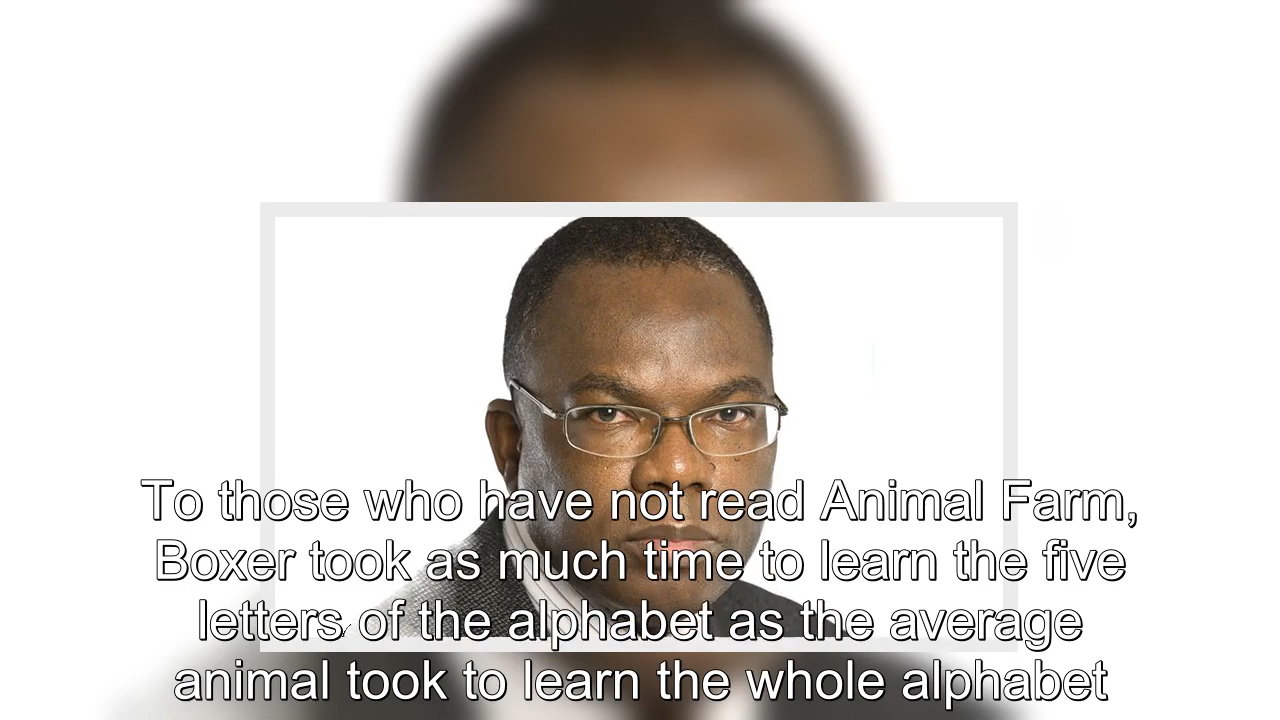 To those who have not read Animal Farm,
Boxer took as much time to learn the five
letters of the alphabet as the average
animal took to learn the whole alphabet